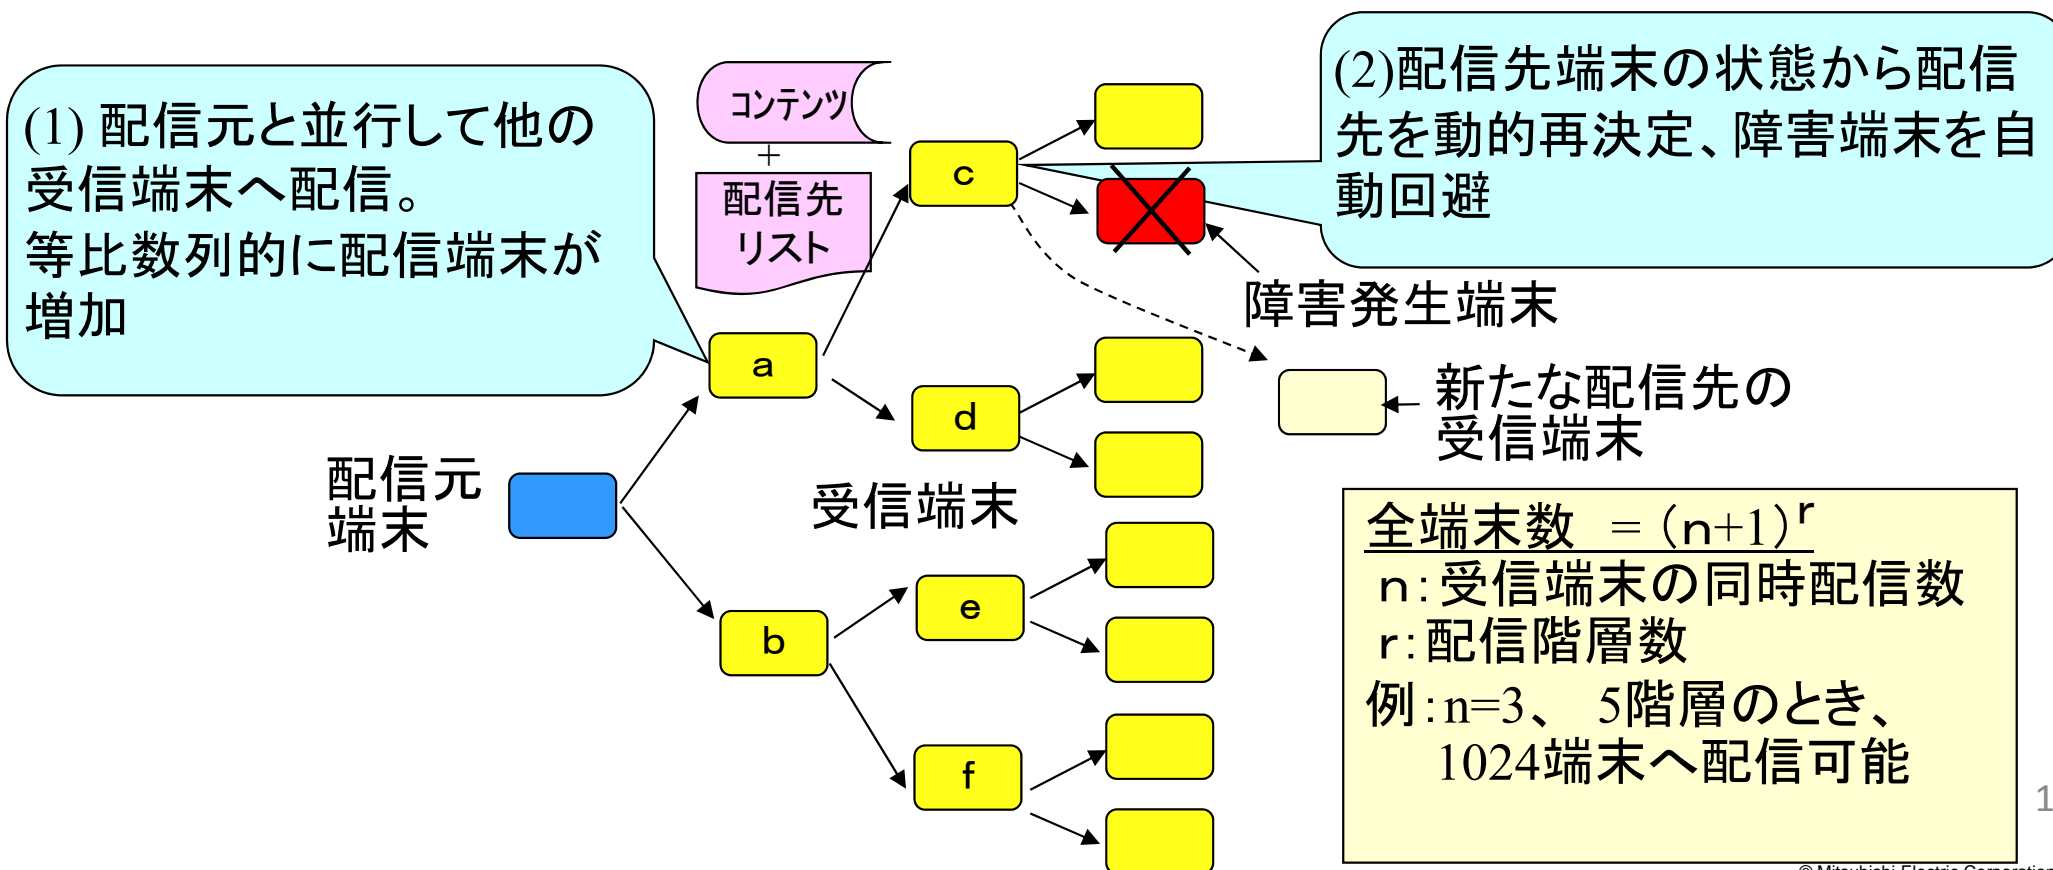 (1) 配信元と並行して他の
受信端末へ配信。
等比数列的に配信端末が
増加
コンテンツ
+
配信先
リスト
(2)配信先端末の状態から配信
先を動的再決定、障害端末を自
動回避
c
障害発生端末
a
d
新たな配信先の
受信端末
配信元
端末
受信端末
b
e
f
全端末数 =(n+1)^r
n:受信端末の同時配信数
r:配信階層数
例:n=3、 5階層のとき、
1024端末へ配信可能
1
© Mitsubishi Electric Corporation